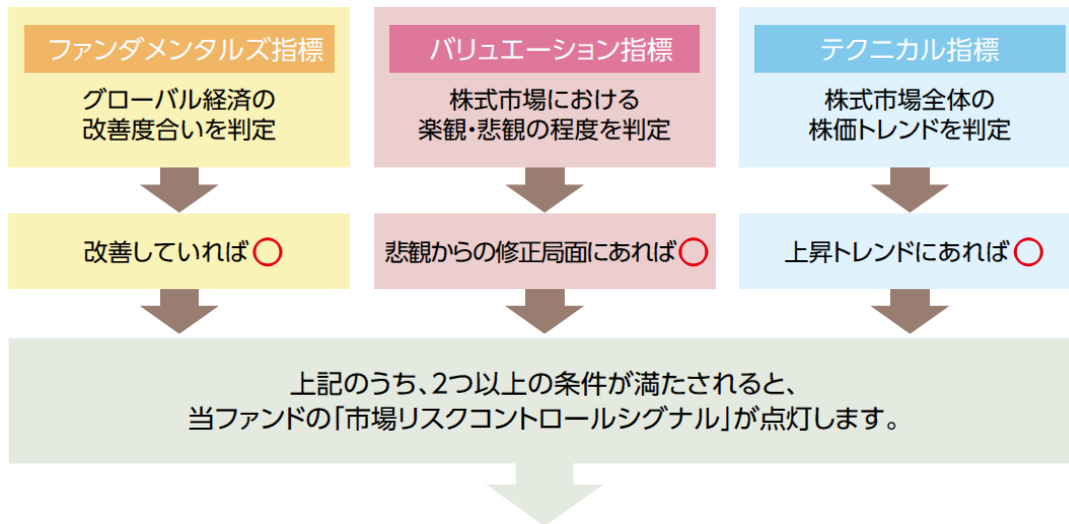 ファンダメンタルズ指標
グローバル経済の
改善度合いを判定
改善していれば○
バリュエーション指標
株式市場における
楽観・悲観の程度を判定
悲観からの修正局面にあれば○
テクニカル指標
株式市場全体の
株価トレンドを判定
上昇トレンドにあれば○
上記のうち、2つ以上の条件が満たされると、
当ファンドの「市場リスクコントロールシグナル」が点灯します。